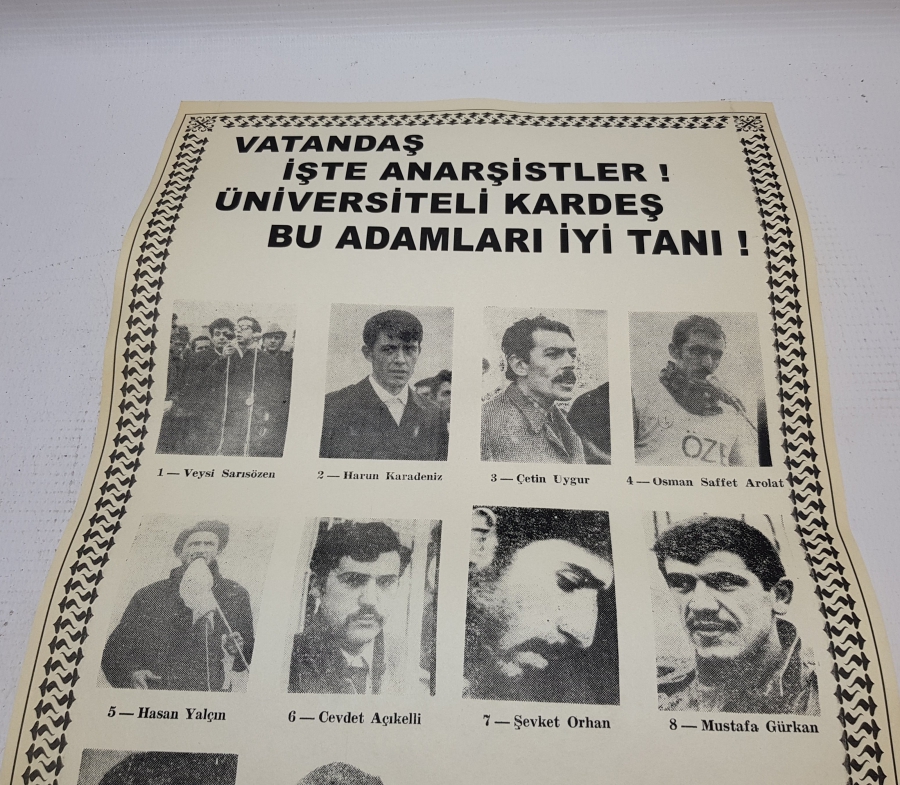 VATANDAŞ
İŞTE ANARŞİSTLER !
ÜNİVERSİTELİ KARDEŞ
BU ADAMLARI İYİ TANI !
ÖZE
1 — Veysi Sarısözen
2 — Harun Karadeniz
3 — Çetin Uygur
4 — Osman Saffet Arolat
5 — Hasan Yalçın
6 — Cevdet Açıkelli
7 — Şevket Orhan
8 — Mustafa Gürkan